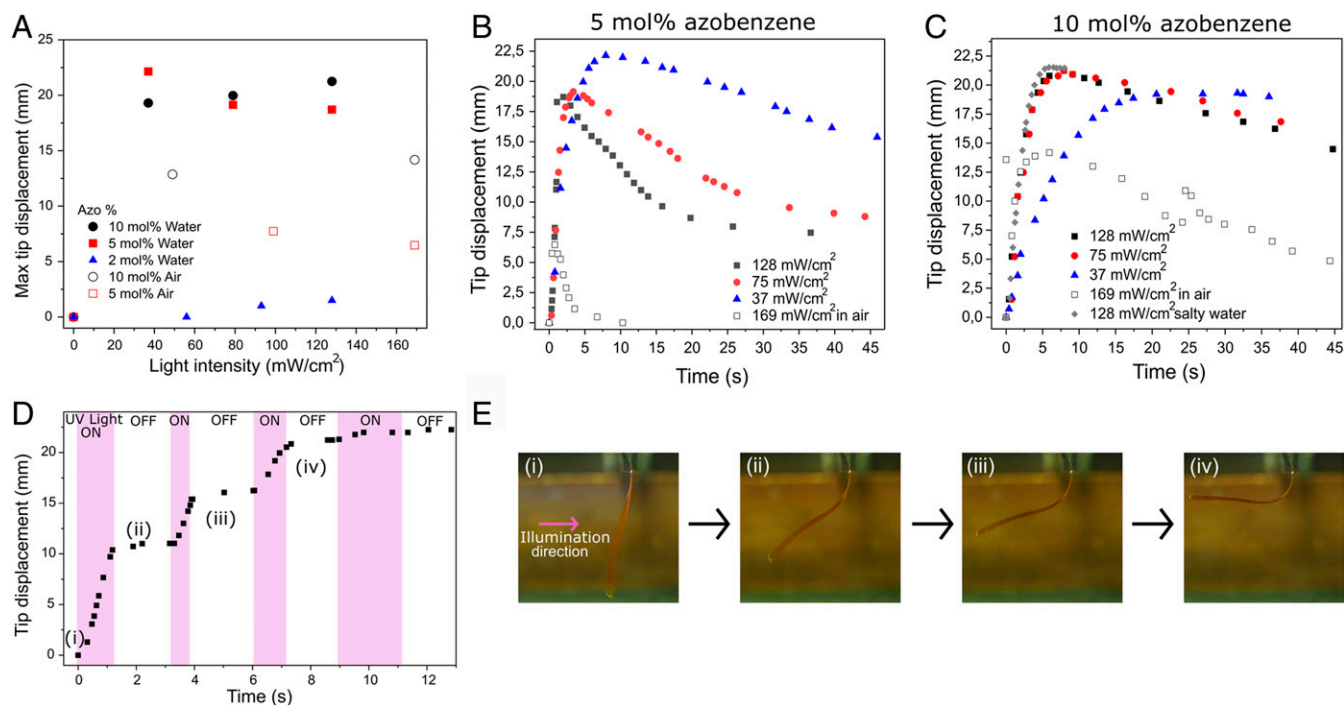 A
Max tip displacement (mm)
25
20
15
10
5
0
Azo %
10 mol% Water
5 mol% Water
2 mol% Water
10 mol% Air
5 mol% Air
0 20 40 60 80 100 120 140 160
Light intensity (mW/cm²)
B
5 mol% azobenzene
Tip displacement (mm)
22,5
20,0
17,5
15,0
12,5
10,0
7,5
5,0
2,5
0,0
128 mW/cm²
75 mW/cm²
37 mW/cm²
169 mW/cm² in air
0 5 10 15 20 25 30 35 40 45
Time (s)
C
10 mol% azobenzene
Tip displacement (mm)
22,5
20,0
17,5
15,0
12,5
10,0
7,5
5,0
2,5
0,0
128 mW/cm²
75 mW/cm²
37 mW/cm²
169 mW/cm² in air
128 mW/cm² salty water
0 5 10 15 20 25 30 35 40 45
Time (s)
D
Tip displacement (mm)
20
15
10
5
0
UV Light
ON OFF ON OFF ON OFF ON OFF
(i)
(ii)
(iii)
(iv)
0 2 4 6 8 10 12
Time (s)
E
(i)
Illumination
direction
(ii)
(iii)
(iv)